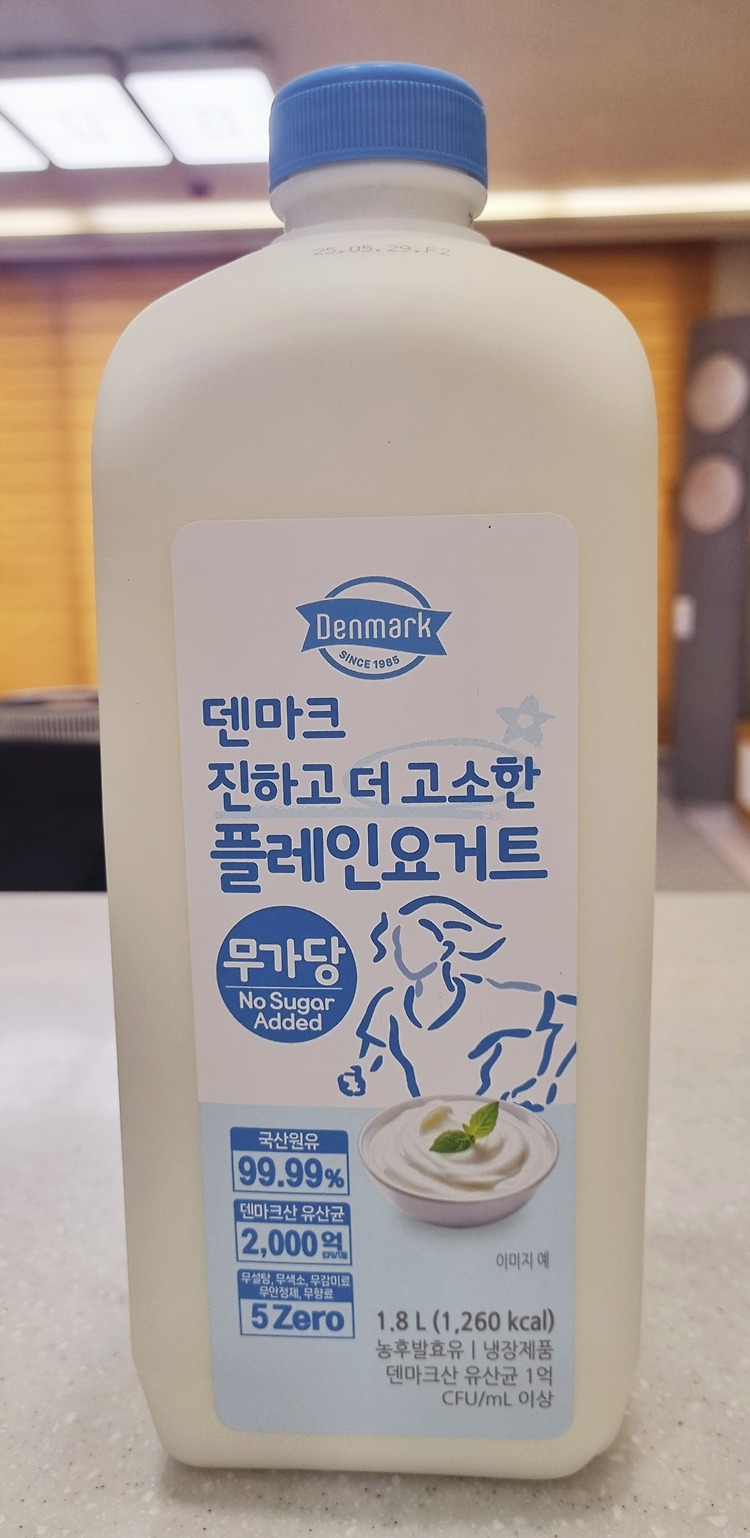 25.05.29.F2
Denmark
SINCE 1985
덴마크
진하고 더 고소한
플레인요거트
무가당
No Sugar
Added
국산원유
99.99%
덴마크산 유산균
2,000억
무설탕, 무색소, 무감미료
무안정제, 무향료
5 Zero
이미지 예
1.8 L (1,260 kcal)
농후발효유 | 냉장제품
덴마크산 유산균 1억
CFU/mL 이상